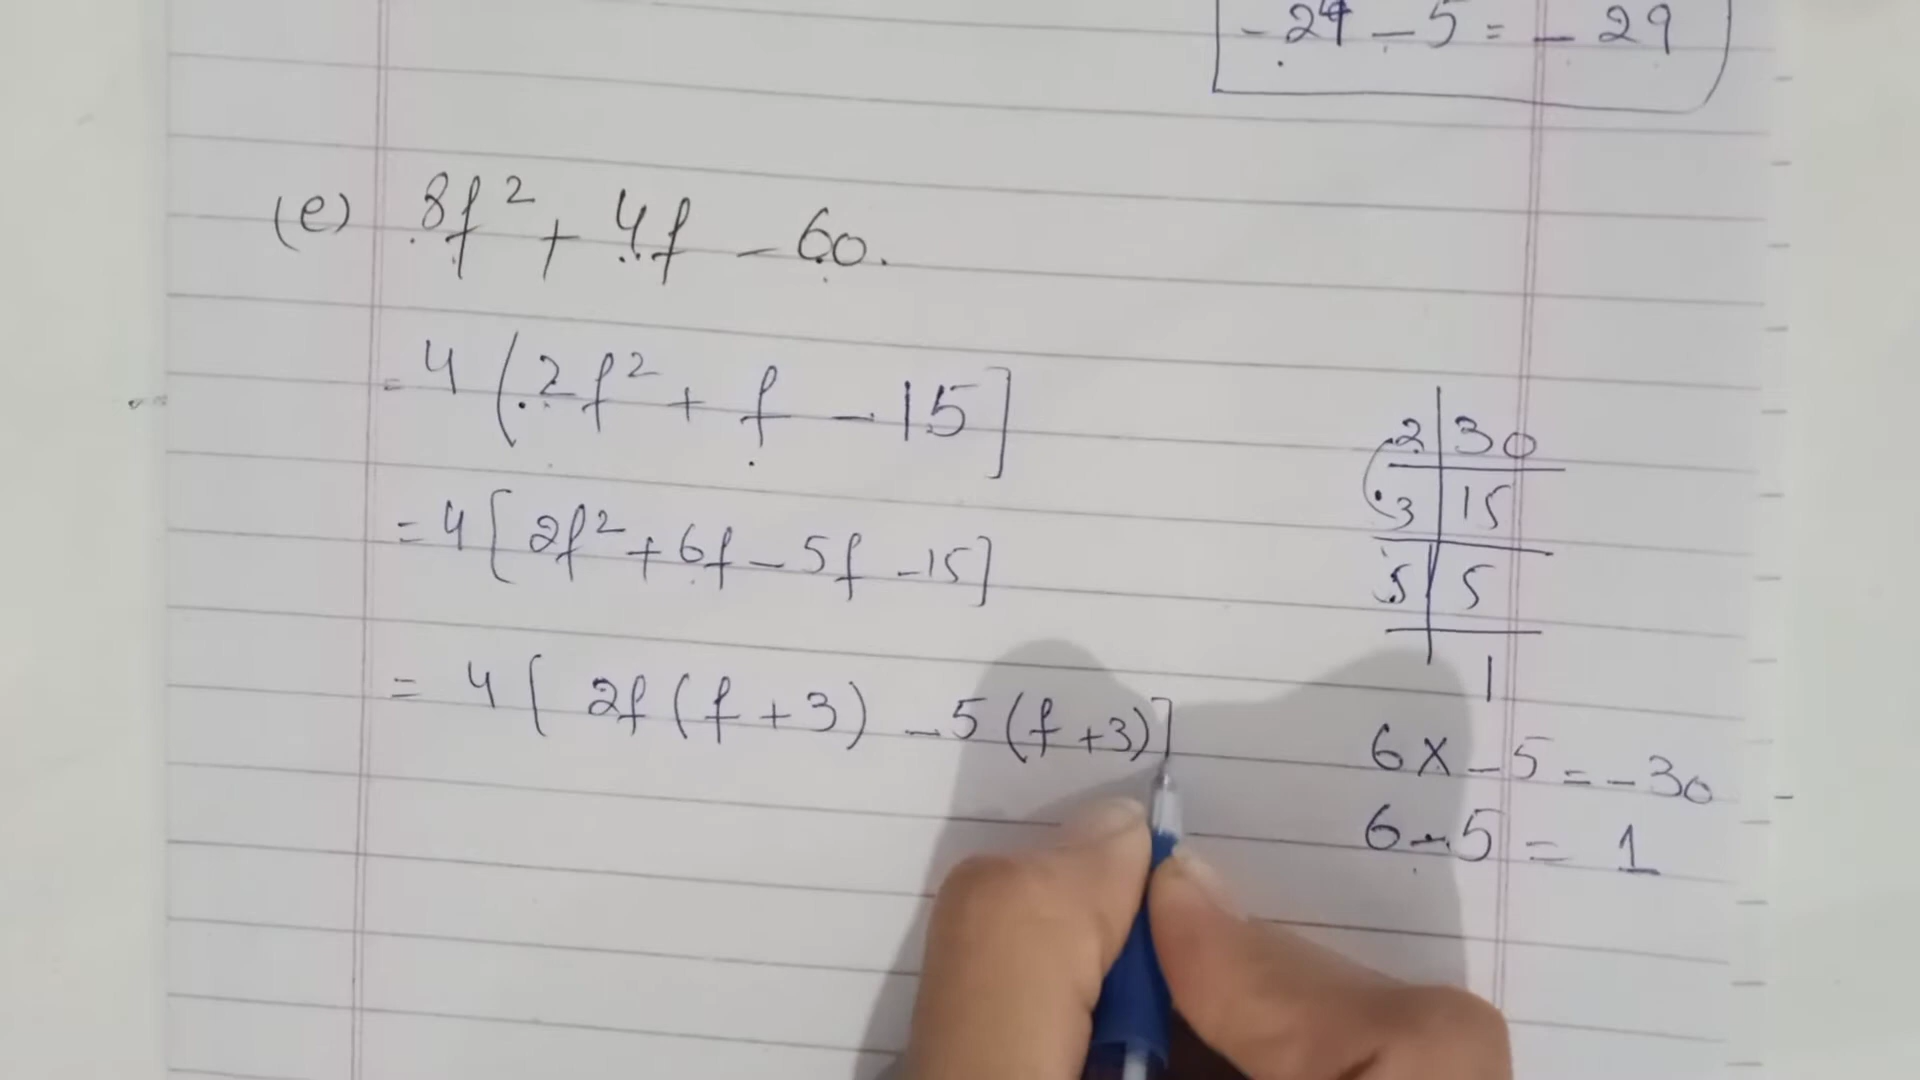 -24 - 5 = - 29
(e) 8f² + 4f - 60.
= 4 (2f² + f - 15]
= 4 [ 2f² + 6f - 5f - 15]
= 4 [ 2f (f + 3) - 5 (f + 3)]
2 | 30
3 | 15
5 | 5
1
6 x - 5 = - 30
6 - 5 = 1